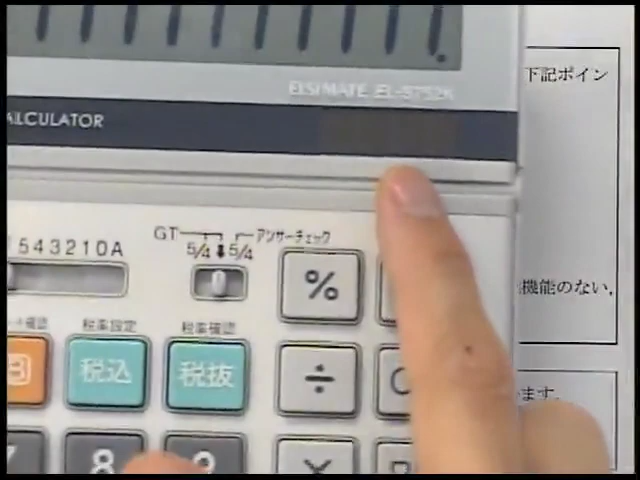 1111111111.
下記ポイン
ELSIMATE EL-S752K
ALCULATOR
GT
5/4 5/4
アンサーチェック
543210A
%
機能のない,
税率設定
税率確認
税込
税抜
÷
ます。
8
9
×